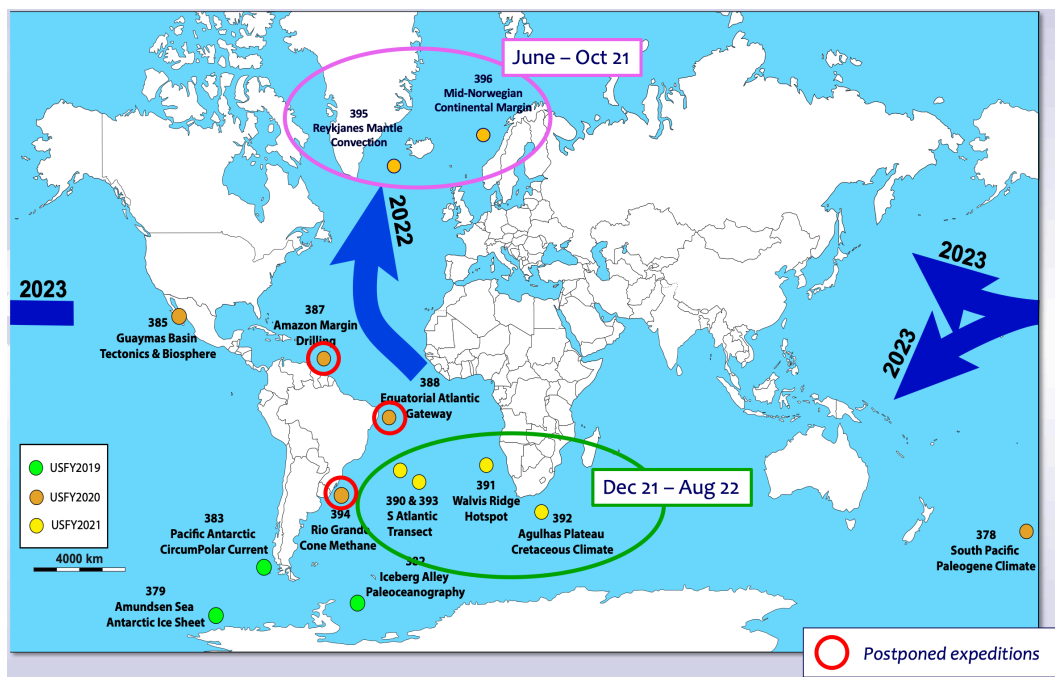 June – Oct 21
396
Mid-Norwegian
Continental Margin
395
Reykjanes Mantle
Convection
2022
2023
2023
2023
387
Amazon Margin
Drilling
385
Guaymas Basin
Tectonics & Biosphere
388
Equatorial Atlantic
Gateway
USFY2019
USFY2020
USFY2021
4000 km
Dec 21 – Aug 22
390 & 393
S Atlantic
Transect
391
Walvis Ridge
Hotspot
392
Agulhas Plateau
Cretaceous Climate
394
Rio Grande
Cone Methane
383
Pacific Antarctic
CircumPolar Current
382
Iceberg Alley
Paleoceanography
379
Amundsen Sea
Antarctic Ice Sheet
378
South Pacific
Paleogene Climate
Postponed expeditions